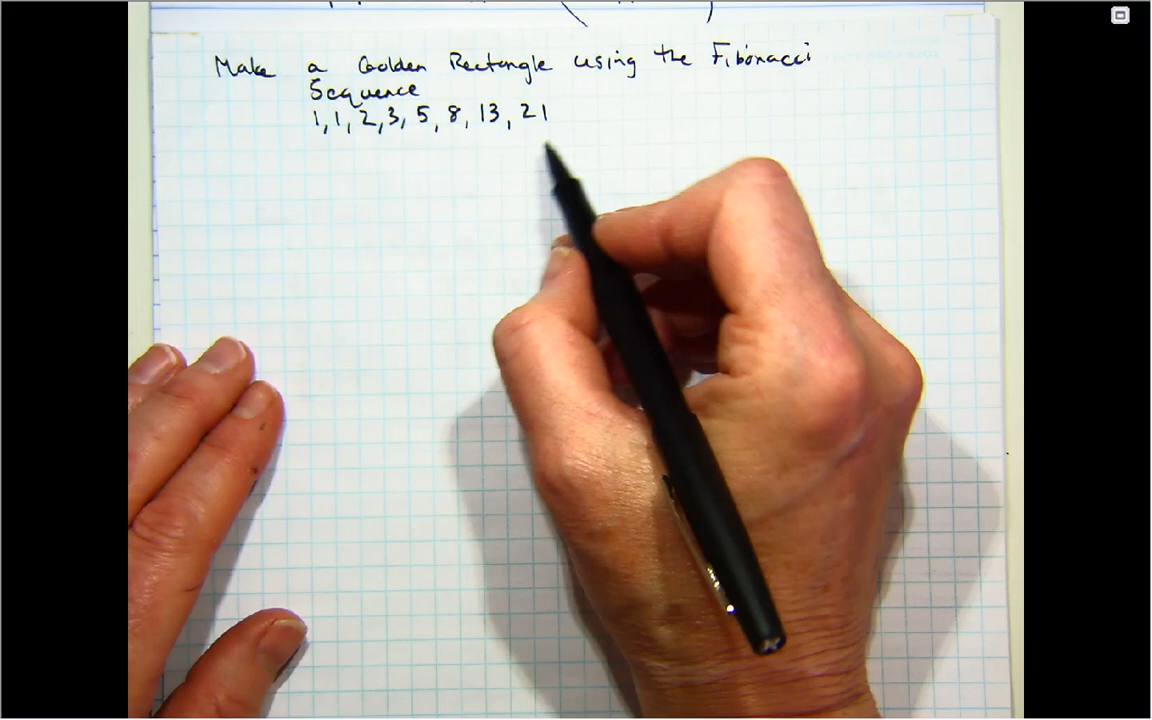 Make a Golden Rectangle using the Fibonacci
Sequence
1, 1, 2, 3, 5, 8, 13, 21